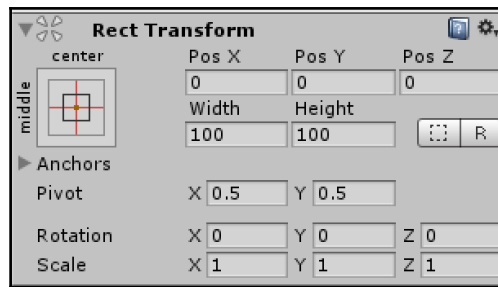 Rect Transform
center Pos X Pos Y Pos Z
middle 0 0 0
Width Height
100 100 R
Anchors
Pivot X 0.5 Y 0.5
Rotation X 0 Y 0 Z 0
Scale X 1 Y 1 Z 1